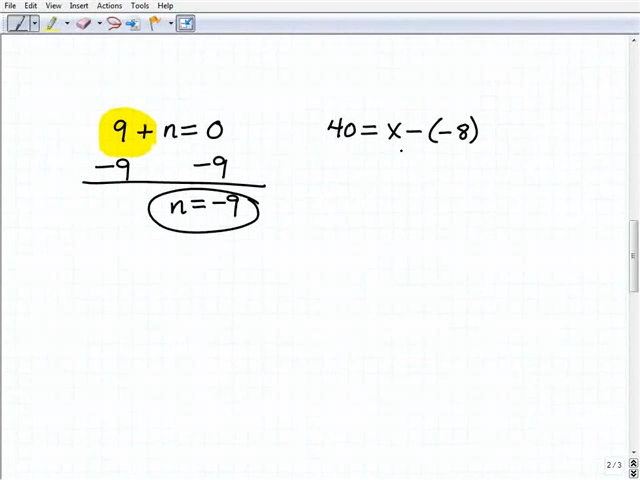 File Edit View Insert Actions Tools Help
9 + n = 0
-9 -9
n = -9
40 = x - (-8)
2/3